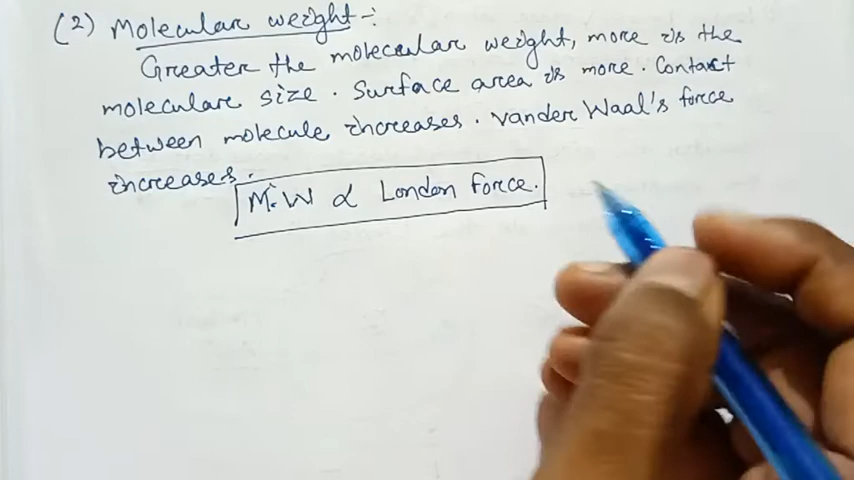 (2) Molecular weight :-
Greater the molecular weight, more is the
molecular size. Surface area is more. Contact
between molecule increases. Vander Waal's force
increases.
M.W ∝ London Force.